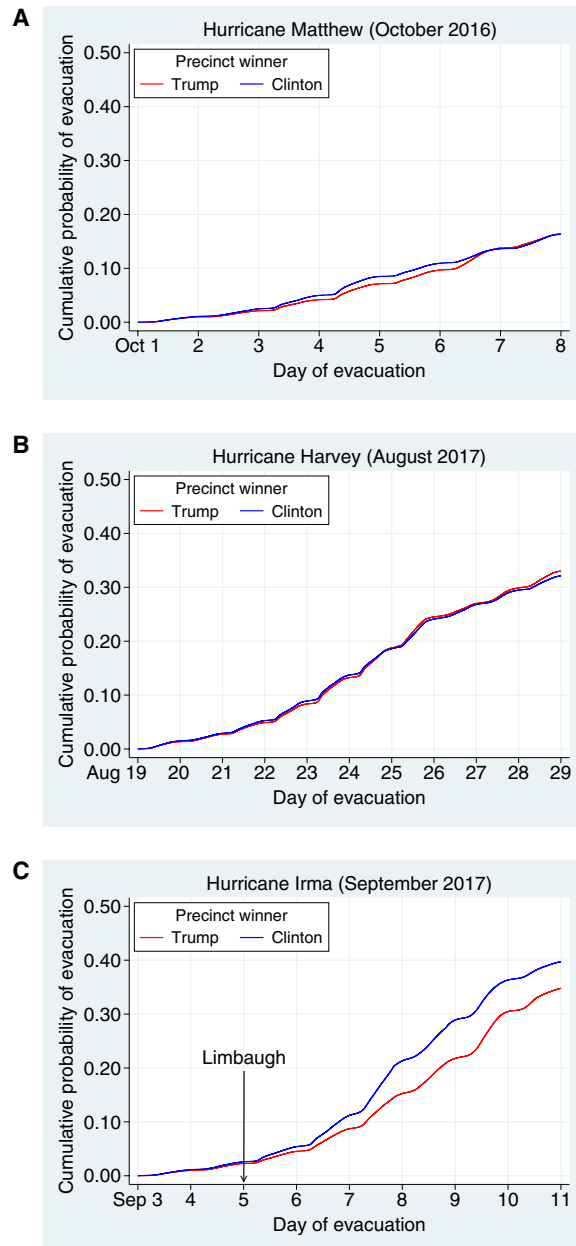 A
Hurricane Matthew (October 2016)
Precinct winner
Trump Clinton
Cumulative probability of evacuation
0.50
0.40
0.30
0.20
0.10
0.00
Oct 1 2 3 4 5 6 7 8
Day of evacuation
B
Hurricane Harvey (August 2017)
Precinct winner
Trump Clinton
Cumulative probability of evacuation
0.50
0.40
0.30
0.20
0.10
0.00
Aug 19 20 21 22 23 24 25 26 27 28 29
Day of evacuation
C
Hurricane Irma (September 2017)
Precinct winner
Trump Clinton
Cumulative probability of evacuation
0.50
0.40
0.30
0.20
0.10
0.00
Limbaugh
Sep 3 4 5 6 7 8 9 10 11
Day of evacuation